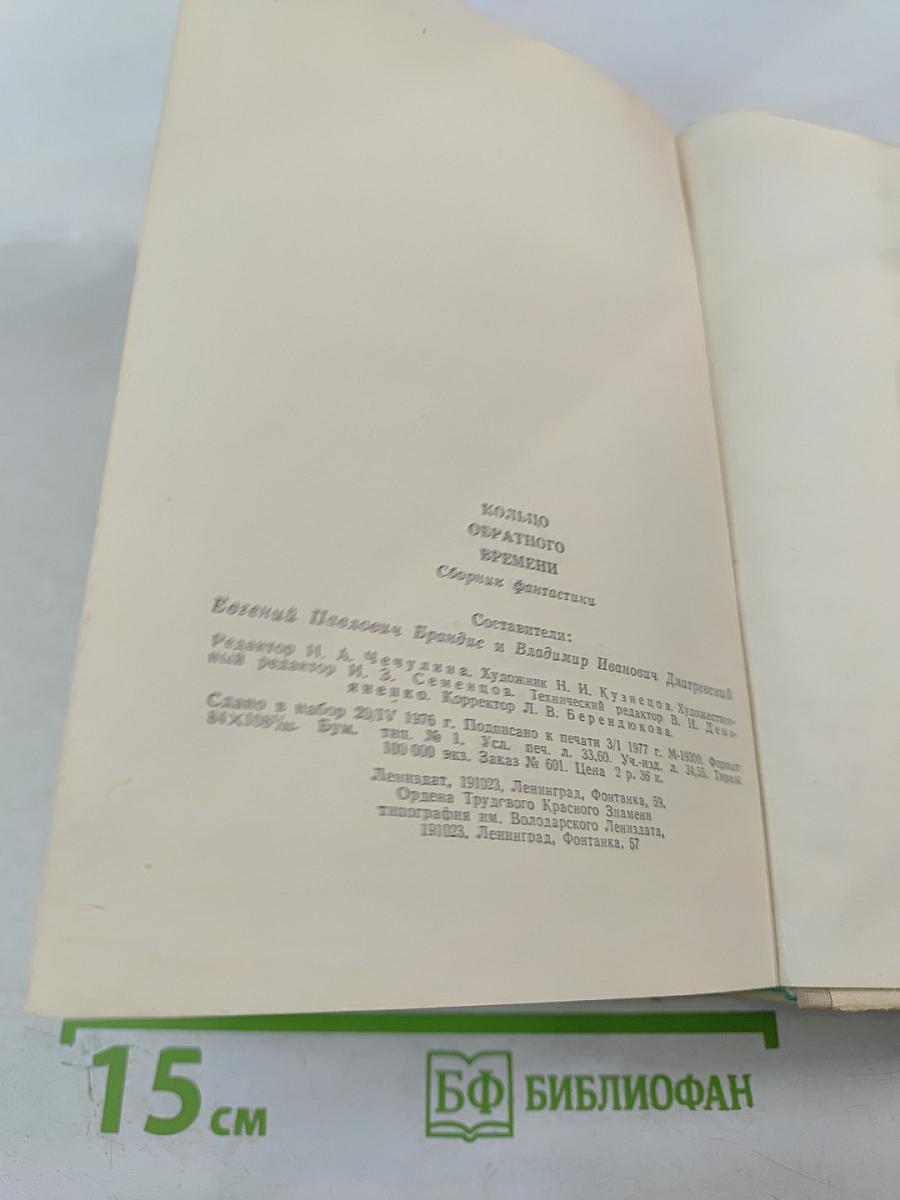 КОЛЬЦО
ОБРАТНОГО
ВРЕМЕНИ
Сборник фантастики
Составители:
Евгений Павлович Брандис и Владимир Иванович Дмитревский
Редактор И. А. Чечулина. Художник Н. И. Кузнецов. Художествен-
ный редактор И. З. Семенцов. Технический редактор В. И. Демь-
яненко. Корректор Л. В. Берендюкова.
Сдано в набор 20/IV 1976 г. Подписано к печати 3/I 1977 г. М-19300. Формат
84×108¹/₃₂. Бум. тип. № 1. Усл. печ. л. 33,60. Уч.-изд. л. 34,55. Тираж
100 000 экз. Заказ № 601. Цена 2 р. 36 к.
Лениздат, 191023, Ленинград, Фонтанка, 59.
Ордена Трудового Красного Знамени
типография им. Володарского Лениздата,
191023, Ленинград, Фонтанка, 57
15 см
БФ БИБЛИОФАН